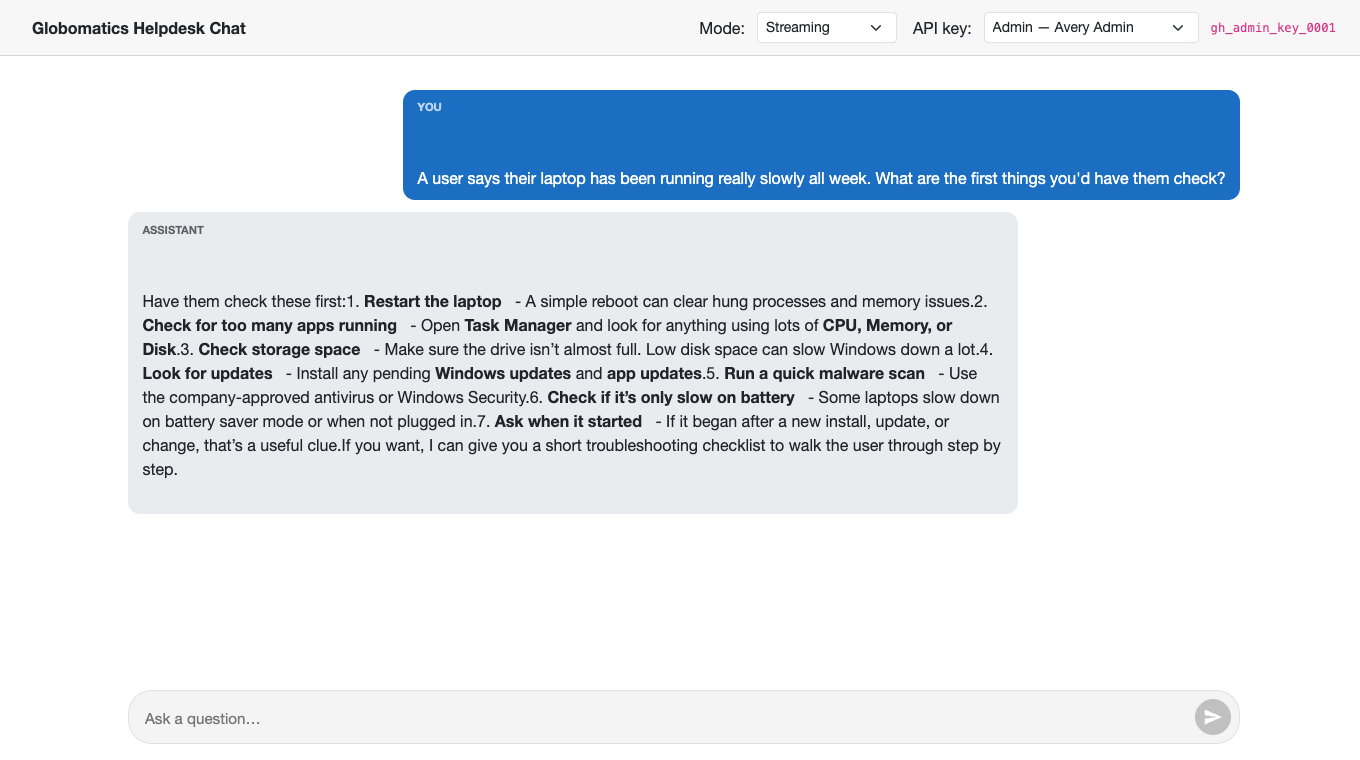 Globomatics Helpdesk Chat
Mode: Streaming API key: Admin — Avery Admin gh_admin_key_0001
YOU
A user says their laptop has been running really slowly all week. What are the first things you'd have them check?
ASSISTANT
Have them check these first:1. Restart the laptop - A simple reboot can clear hung processes and memory issues.2.
Check for too many apps running - Open Task Manager and look for anything using lots of CPU, Memory, or
Disk.3. Check storage space - Make sure the drive isn’t almost full. Low disk space can slow Windows down a lot.4.
Look for updates - Install any pending Windows updates and app updates.5. Run a quick malware scan - Use
the company-approved antivirus or Windows Security.6. Check if it’s only slow on battery - Some laptops slow down
on battery saver mode or when not plugged in.7. Ask when it started - If it began after a new install, update, or
change, that’s a useful clue.If you want, I can give you a short troubleshooting checklist to walk the user through step by
step.
Ask a question…